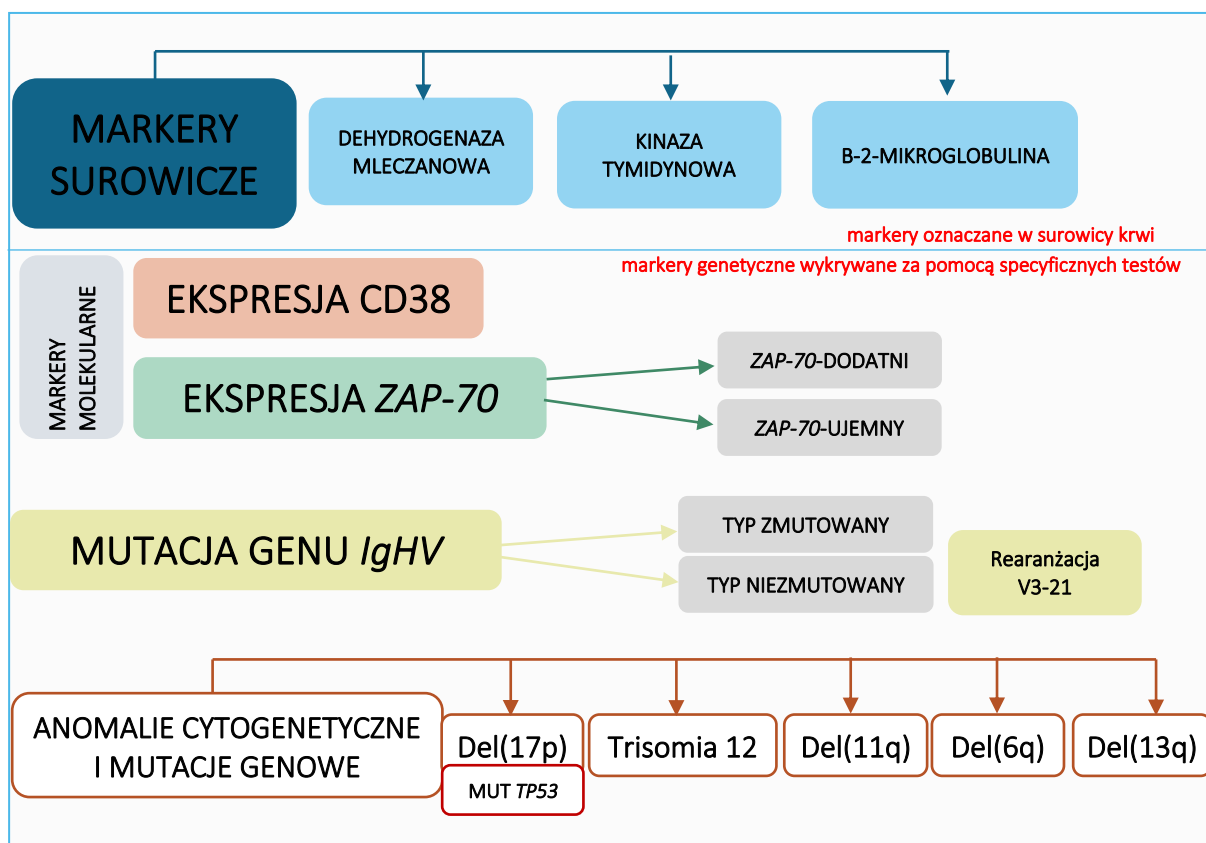 MARKERY
SUROWICZE
DEHYDROGENAZA
MLECZANOWA
KINAZA
TYMIDYNOWA
B-2-MIKROGLOBULINA
markery oznaczane w surowicy krwi
markery genetyczne wykrywane za pomocą specyficznych testów
MARKERY
MOLEKULARNE
EKSPRESJA CD38
EKSPRESJA ZAP-70
ZAP-70-DODATNI
ZAP-70-UJEMNY
MUTACJA GENU IgHV
TYP ZMUTOWANY
TYP NIEZMUTOWANY
Rearanżacja
V3-21
ANOMALIE CYTOGENETYCZNE
I MUTACJE GENOWE
Del(17p)
MUT TP53
Trisomia 12
Del(11q)
Del(6q)
Del(13q)